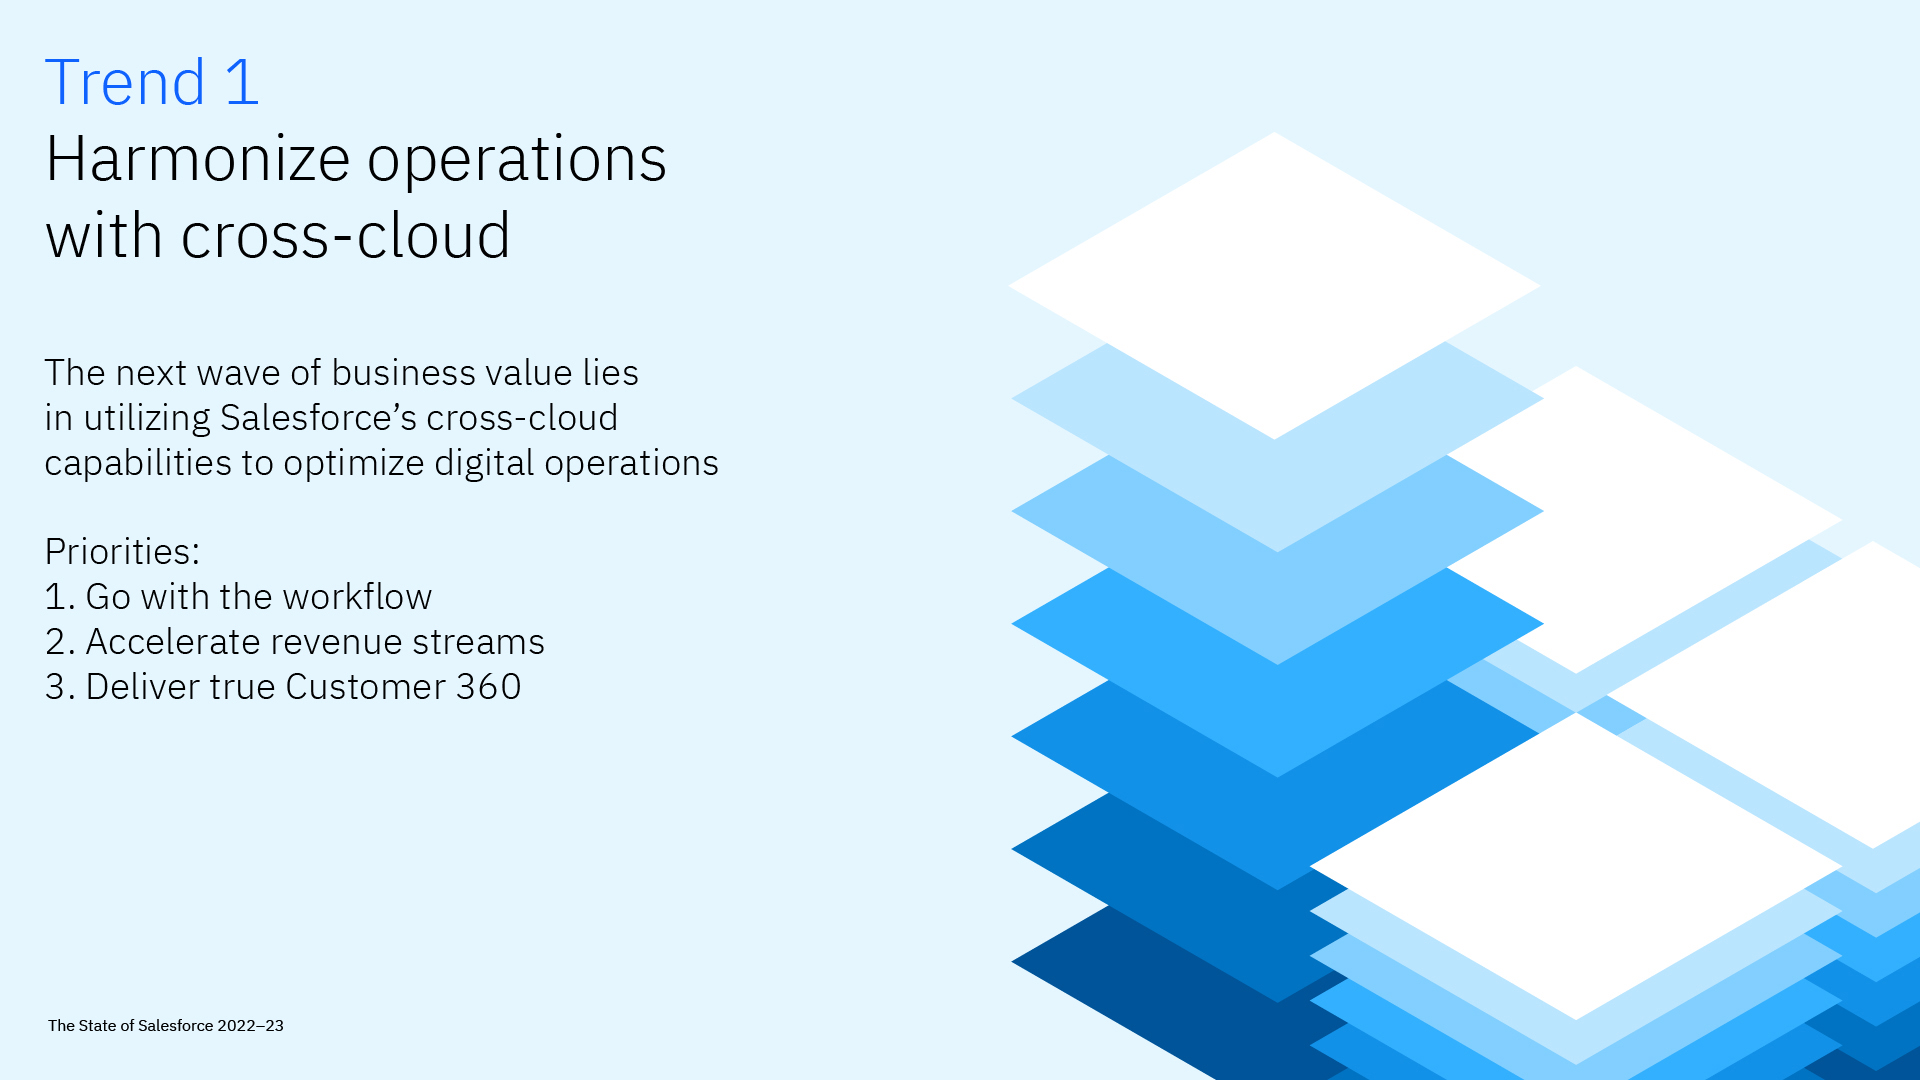 Trend 1
Harmonize operations
with cross-cloud
The next wave of business value lies
in utilizing Salesforce’s cross-cloud
capabilities to optimize digital operations
Priorities:
1. Go with the workflow
2. Accelerate revenue streams
3. Deliver true Customer 360
The State of Salesforce 2022–23